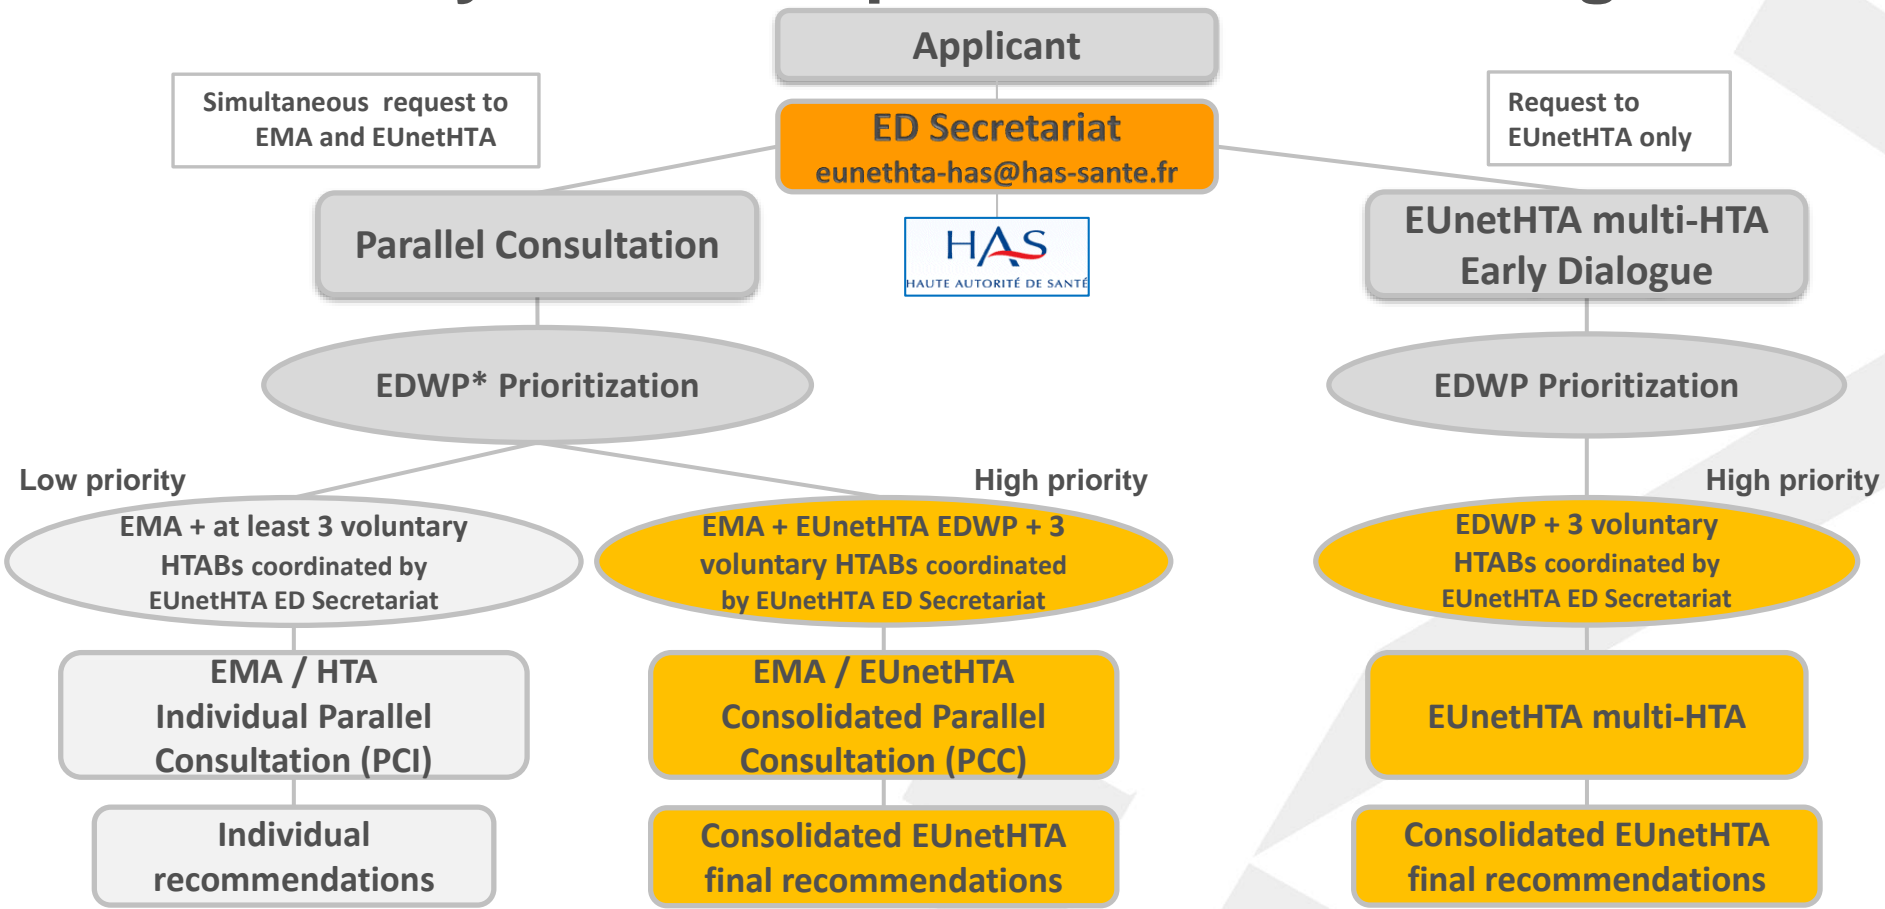 Applicant
Simultaneous request to
EMA and EUnetHTA
ED Secretariat
eunethta-has@has-sante.fr
Request to
EUnetHTA only
Parallel Consultation
HAS
HAUTE AUTORITÉ DE SANTÉ
EUnetHTA multi-HTA
Early Dialogue
EDWP* Prioritization
EDWP Prioritization
Low priority
High priority
High priority
EMA + at least 3 voluntary
HTABs coordinated by
EUnetHTA ED Secretariat
EMA + EUnetHTA EDWP + 3
voluntary HTABs coordinated
by EUnetHTA ED Secretariat
EDWP + 3 voluntary
HTABs coordinated by
EUnetHTA ED Secretariat
EMA / HTA
Individual Parallel
Consultation (PCI)
EMA / EUnetHTA
Consolidated Parallel
Consultation (PCC)
EUnetHTA multi-HTA
Individual
recommendations
Consolidated EUnetHTA
final recommendations
Consolidated EUnetHTA
final recommendations